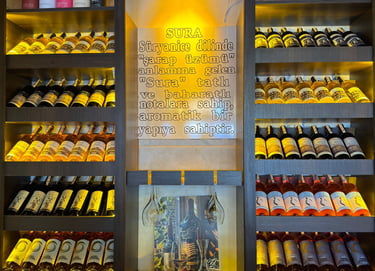 SURA
Süryanice dilinde
"şarap üzümü"
anlamına gelen
"Sura" tatlı
ve baharatlı
notalara sahip,
aromatik bir
yapıya sahiptir.